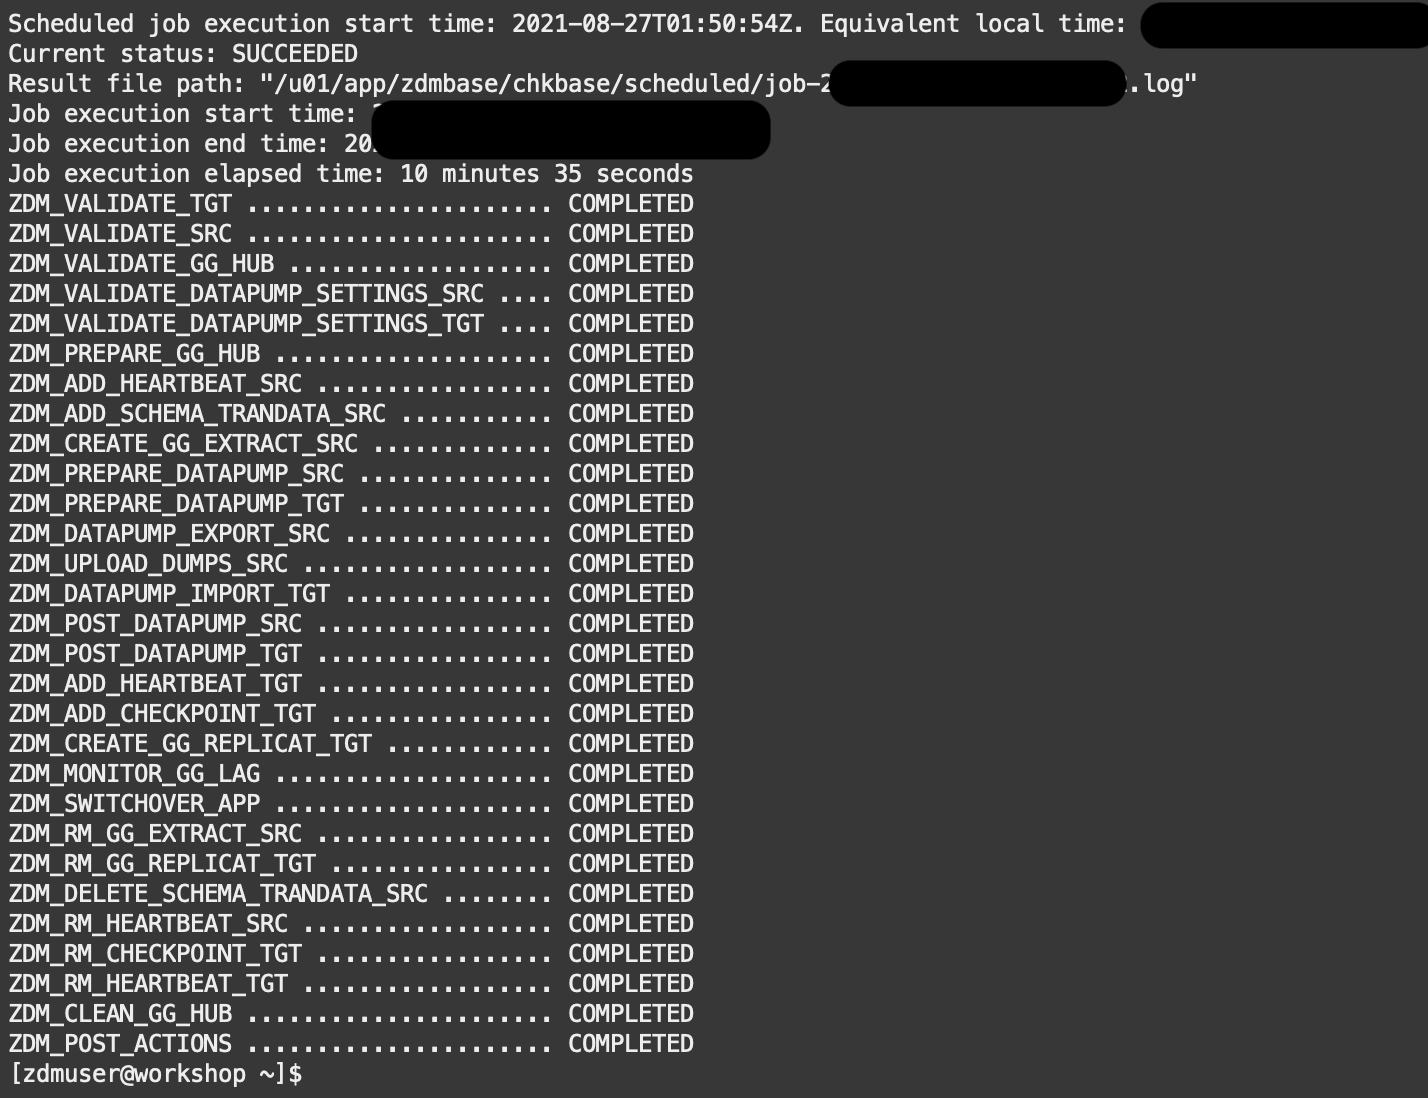 Scheduled job execution start time: 2021-08-27T01:50:54Z. Equivalent local time:
Current status: SUCCEEDED
Result file path: "/u01/app/zdmbase/chkbase/scheduled/job-2 .log"
Job execution start time:
Job execution end time: 20
Job execution elapsed time: 10 minutes 35 seconds
ZDM_VALIDATE_TGT ...................... COMPLETED
ZDM_VALIDATE_SRC ...................... COMPLETED
ZDM_VALIDATE_GG_HUB ................... COMPLETED
ZDM_VALIDATE_DATAPUMP_SETTINGS_SRC .... COMPLETED
ZDM_VALIDATE_DATAPUMP_SETTINGS_TGT .... COMPLETED
ZDM_PREPARE_GG_HUB .................... COMPLETED
ZDM_ADD_HEARTBEAT_SRC ................. COMPLETED
ZDM_ADD_SCHEMA_TRANDATA_SRC ........... COMPLETED
ZDM_CREATE_GG_EXTRACT_SRC ............. COMPLETED
ZDM_PREPARE_DATAPUMP_SRC .............. COMPLETED
ZDM_PREPARE_DATAPUMP_TGT .............. COMPLETED
ZDM_DATAPUMP_EXPORT_SRC ............... COMPLETED
ZDM_UPLOAD_DUMPS_SRC .................. COMPLETED
ZDM_DATAPUMP_IMPORT_TGT ............... COMPLETED
ZDM_POST_DATAPUMP_SRC ................. COMPLETED
ZDM_POST_DATAPUMP_TGT ................. COMPLETED
ZDM_ADD_HEARTBEAT_TGT ................. COMPLETED
ZDM_ADD_CHECKPOINT_TGT ................ COMPLETED
ZDM_CREATE_GG_REPLICAT_TGT ............ COMPLETED
ZDM_MONITOR_GG_LAG .................... COMPLETED
ZDM_SWITCHOVER_APP .................... COMPLETED
ZDM_RM_GG_EXTRACT_SRC ................. COMPLETED
ZDM_RM_GG_REPLICAT_TGT ................ COMPLETED
ZDM_DELETE_SCHEMA_TRANDATA_SRC ........ COMPLETED
ZDM_RM_HEARTBEAT_SRC .................. COMPLETED
ZDM_RM_CHECKPOINT_TGT ................. COMPLETED
ZDM_RM_HEARTBEAT_TGT .................. COMPLETED
ZDM_CLEAN_GG_HUB ...................... COMPLETED
ZDM_POST_ACTIONS ...................... COMPLETED
[zdmuser@workshop ~]$